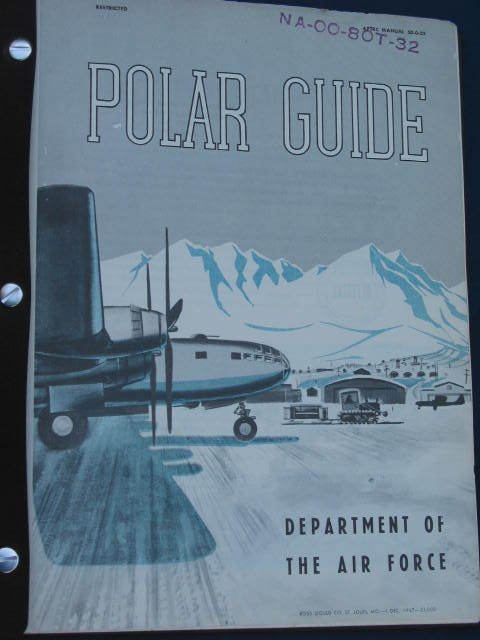 RESTRICTED
NA-00-80T-32
POLAR GUIDE
DEPARTMENT OF
THE AIR FORCE